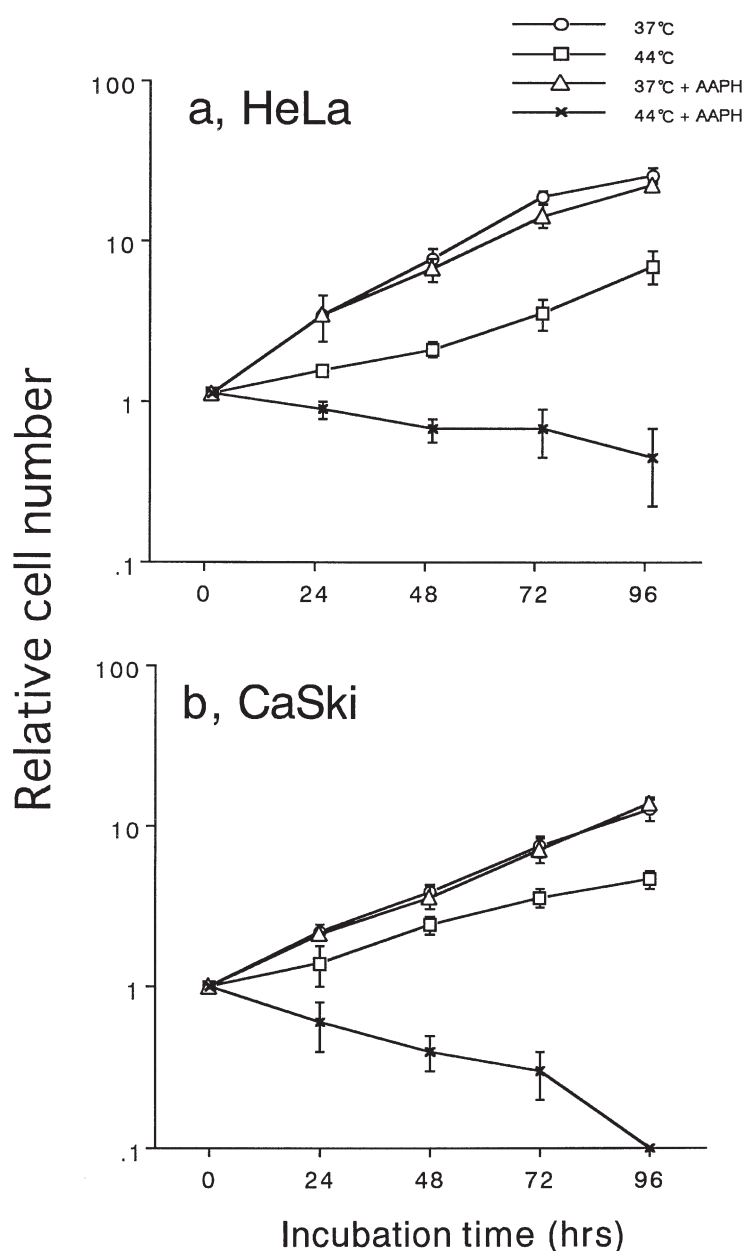 37°C
44°C
37°C + AAPH
44°C + AAPH
a, HeLa
100
10
1
.1
0 24 48 72 96
Relative cell number
b, CaSki
100
10
1
.1
0 24 48 72 96
Incubation time (hrs)